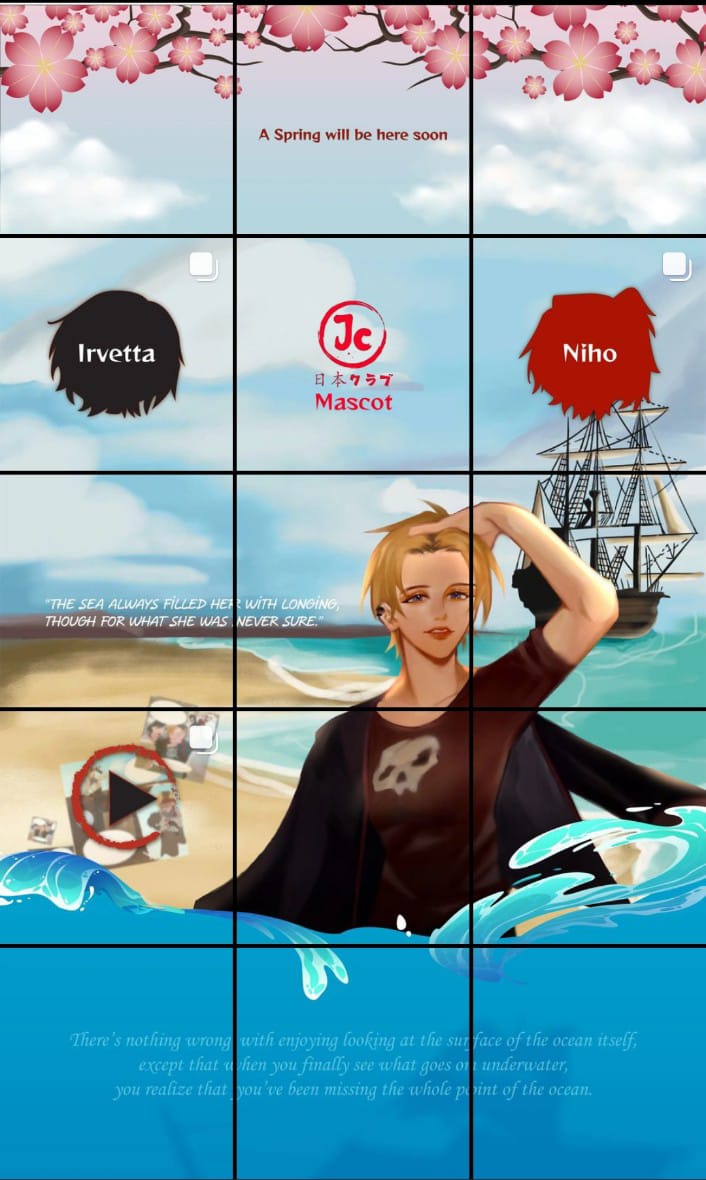 A Spring will be here soon
Irvetta
Jc
日本クラブ
Mascot
Niho
"THE SEA ALWAYS FILLED HER WITH LONGING,
THOUGH FOR WHAT SHE WAS NEVER SURE."
There's nothing wrong with enjoying looking at the surface of the ocean itself,
except that when you finally see what goes on underwater,
you realize that you've been missing the whole point of the ocean.